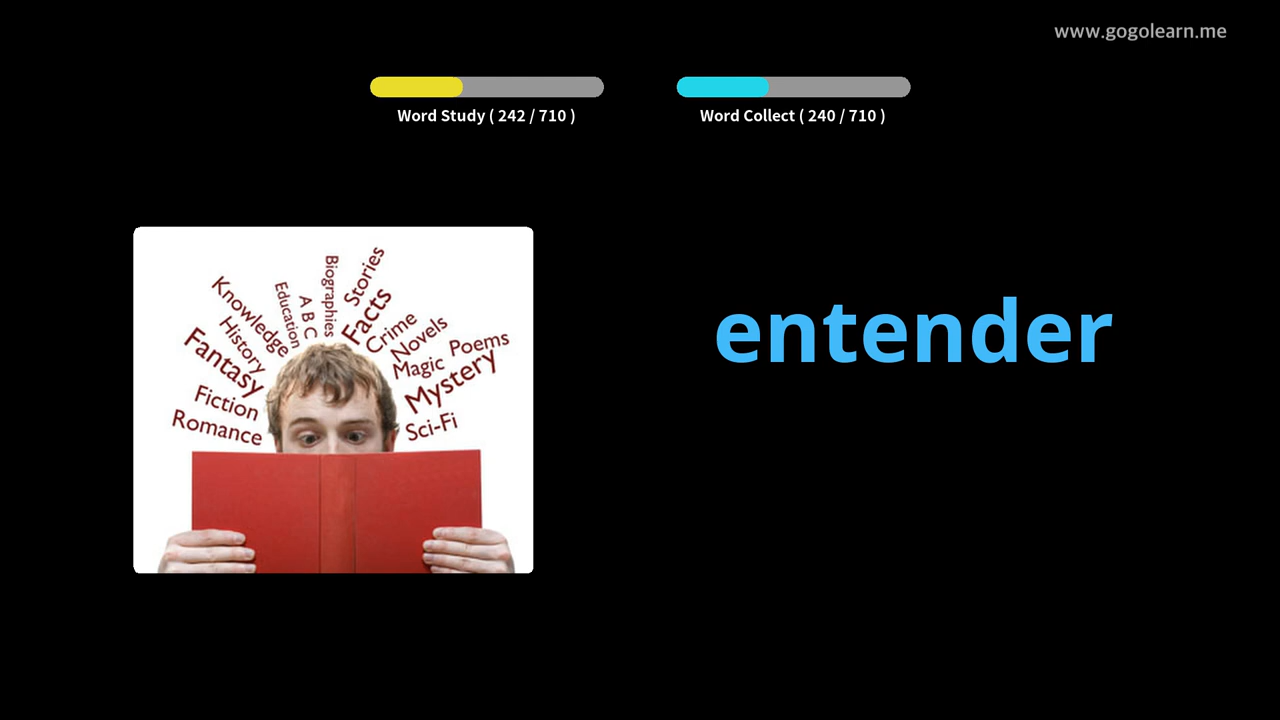 www.gogolearn.me
Word Study ( 242 / 710 )
Word Collect ( 240 / 710 )
Biographies
Stories
Education
A B C
Facts
Knowledge
Crime
History
Novels
Fantasy
Magic
Poems
Mystery
Fiction
Romance
Sci-Fi
entender